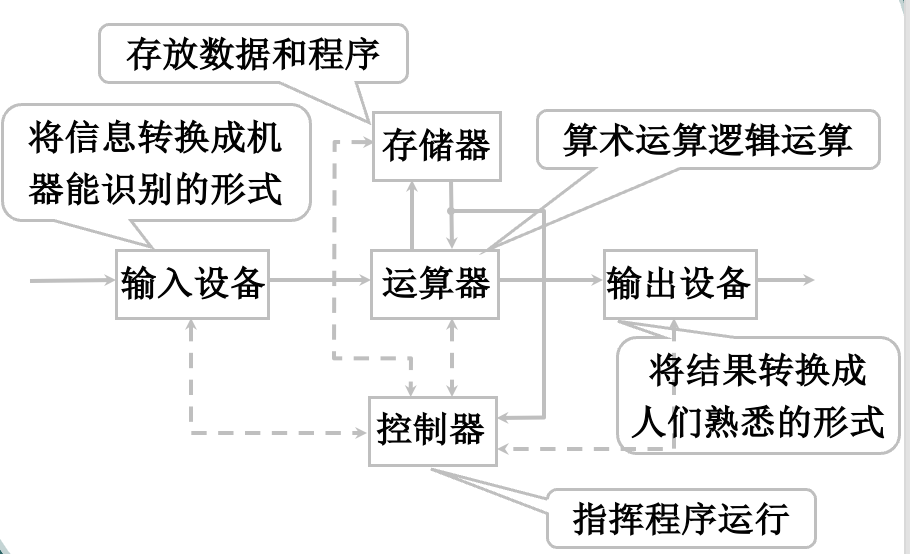 存放数据和程序
将信息转换成机
器能识别的形式
存储器
算术运算逻辑运算
输入设备
运算器
输出设备
将结果转换成
人们熟悉的形式
控制器
指挥程序运行